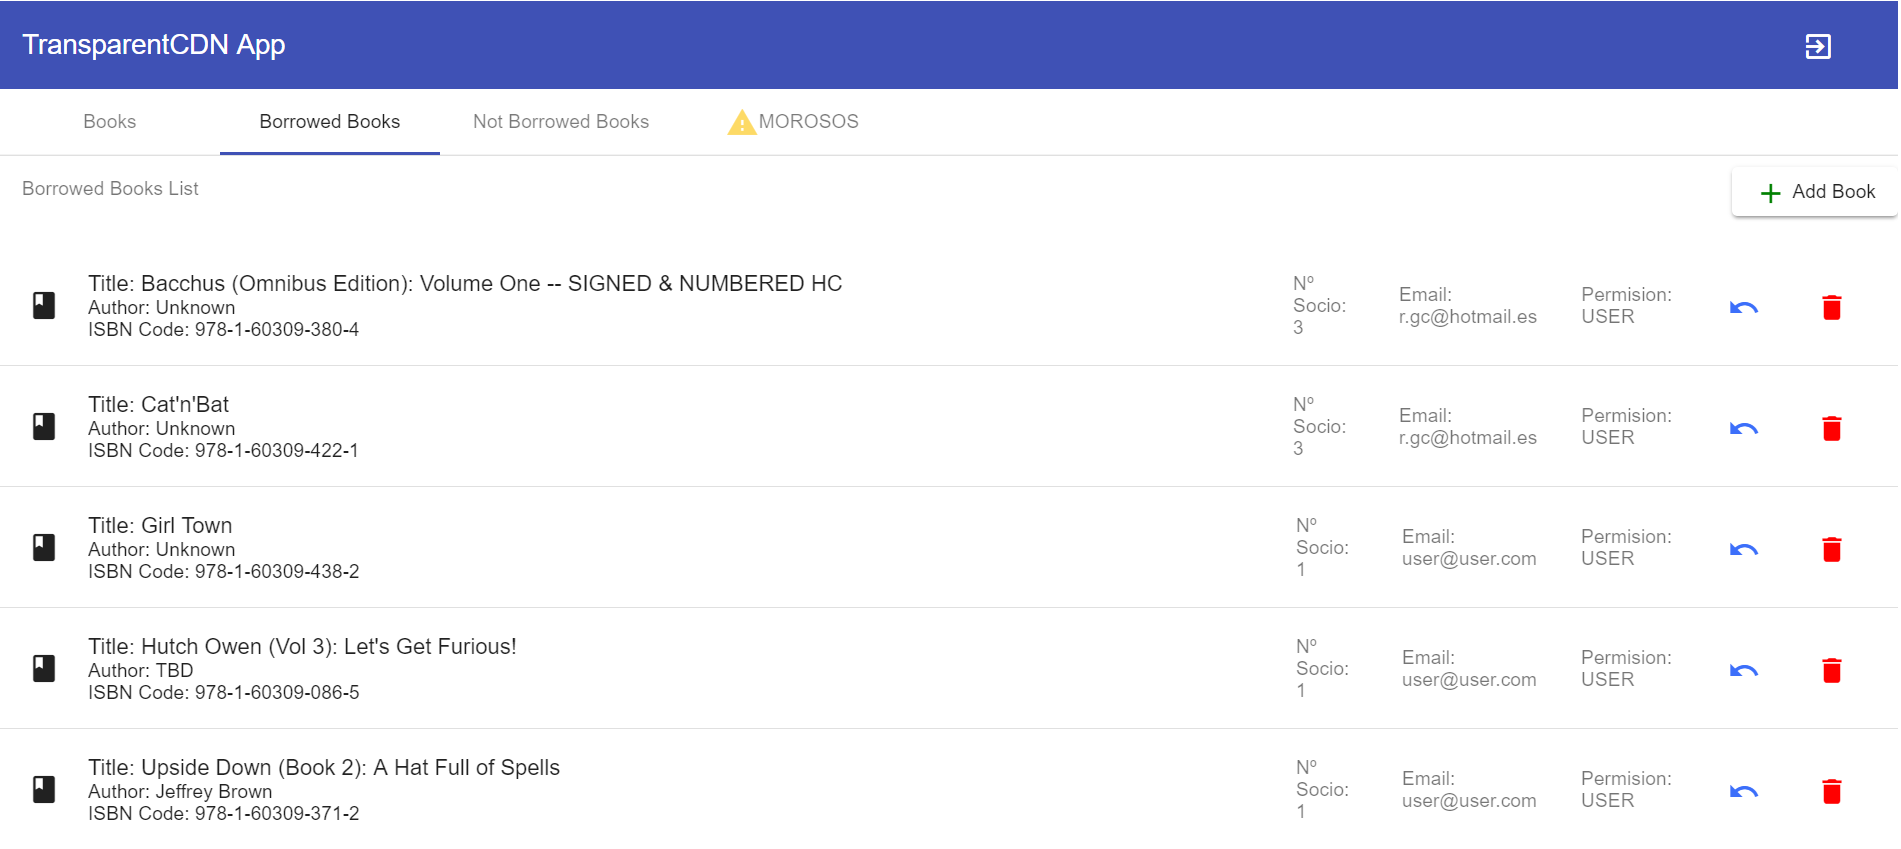 TransparentCDN App
Books
Borrowed Books
Not Borrowed Books
MOROSOS
Borrowed Books List
Add Book
Title: Bacchus (Omnibus Edition): Volume One -- SIGNED & NUMBERED HC
Author: Unknown
ISBN Code: 978-1-60309-380-4
Nº
Socio:
3
Email:
r.gc@hotmail.es
Permision:
USER
Title: Cat'n'Bat
Author: Unknown
ISBN Code: 978-1-60309-422-1
Nº
Socio:
3
Email:
r.gc@hotmail.es
Permision:
USER
Title: Girl Town
Author: Unknown
ISBN Code: 978-1-60309-438-2
Nº
Socio:
1
Email:
user@user.com
Permision:
USER
Title: Hutch Owen (Vol 3): Let's Get Furious!
Author: TBD
ISBN Code: 978-1-60309-086-5
Nº
Socio:
1
Email:
user@user.com
Permision:
USER
Title: Upside Down (Book 2): A Hat Full of Spells
Author: Jeffrey Brown
ISBN Code: 978-1-60309-371-2
Nº
Socio:
1
Email:
user@user.com
Permision:
USER